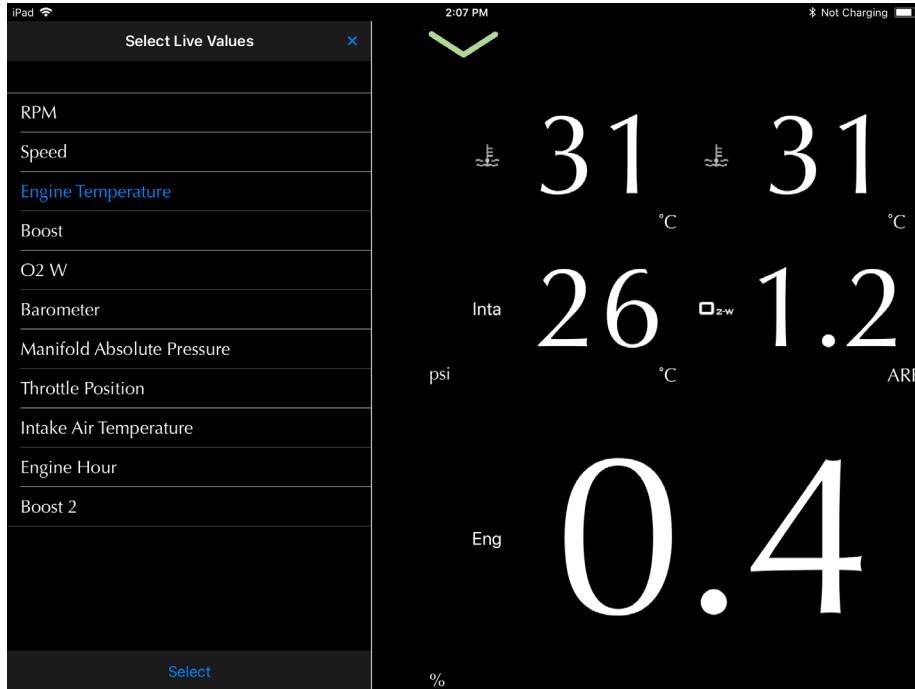 iPad 2:07 PM Not Charging
Select Live Values ×
RPM
Speed
Engine Temperature
Boost
O2 W
Barometer
Manifold Absolute Pressure
Throttle Position
Intake Air Temperature
Engine Hour
Boost 2
Select
31 31
°C °C
Inta 26 O2-W 1.2
psi °C
Eng 0.4
%